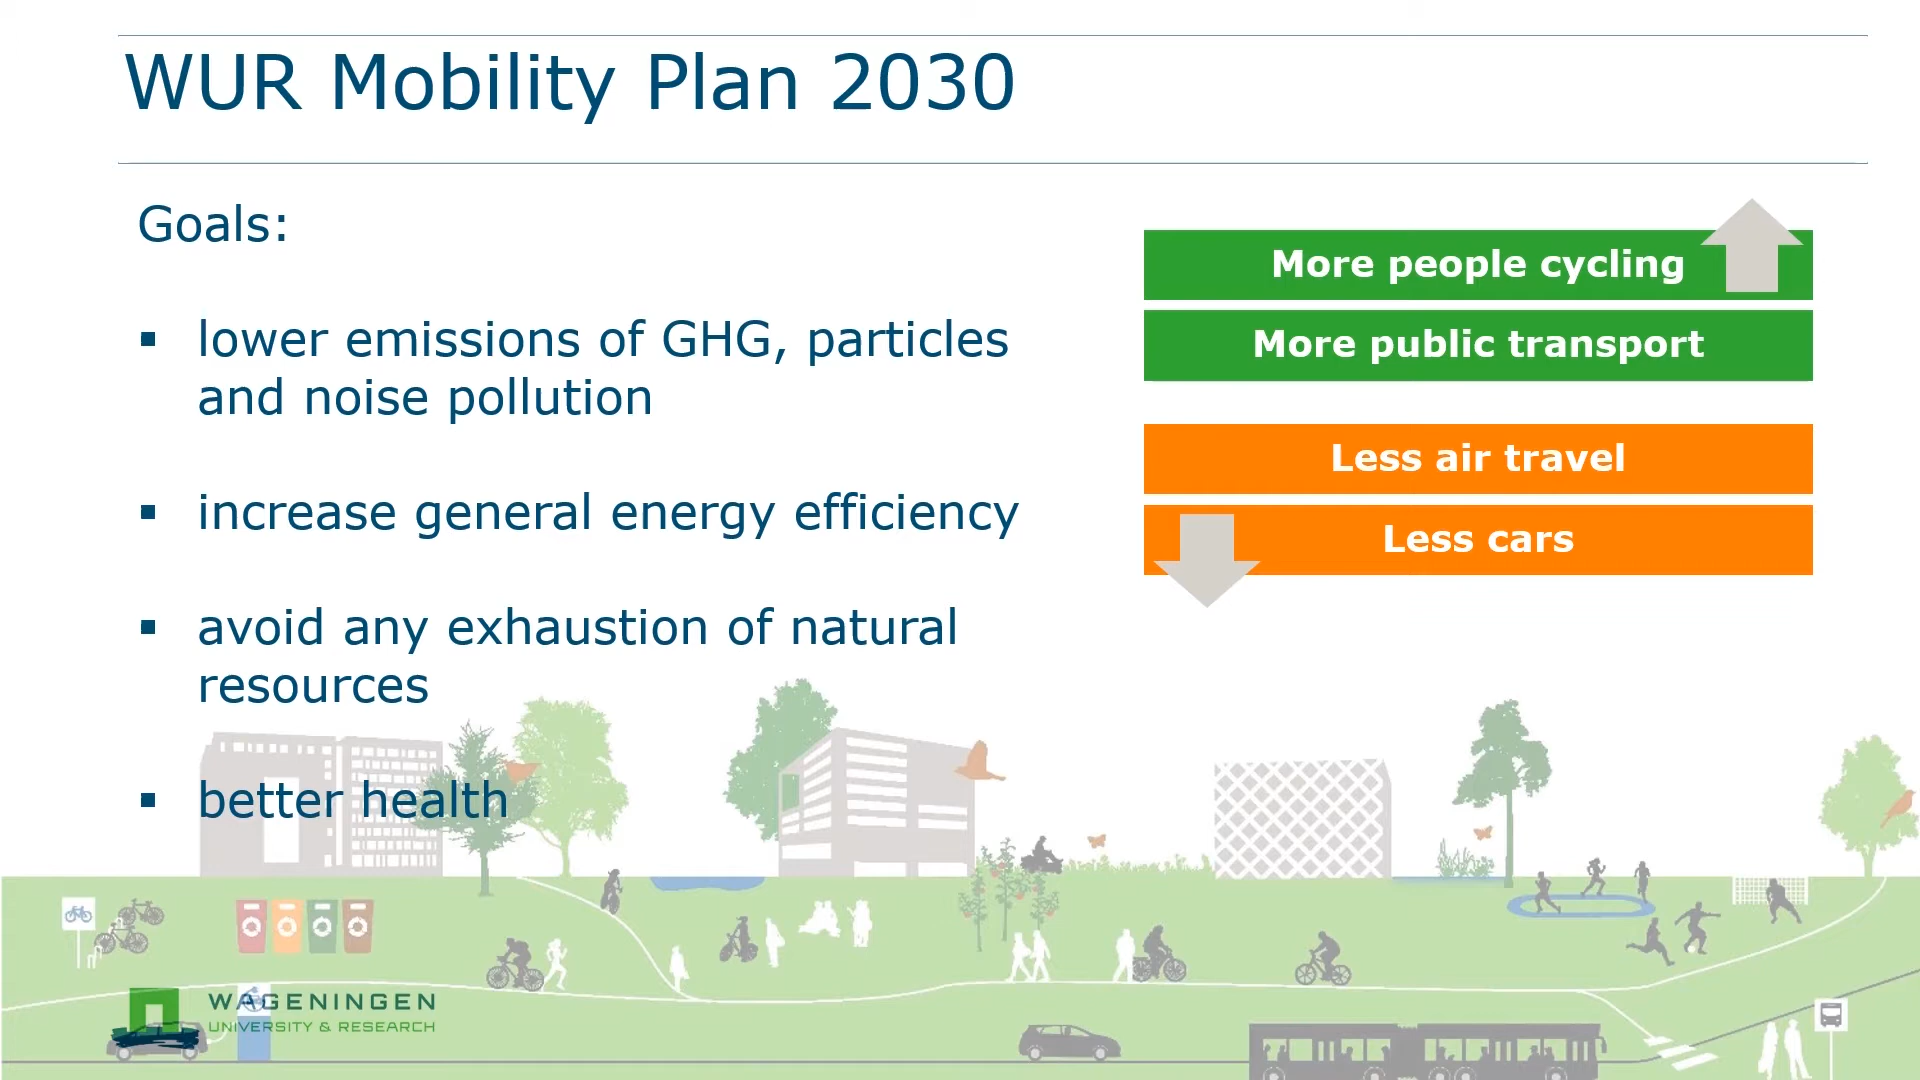 WUR Mobility Plan 2030
Goals:
▪ lower emissions of GHG, particles
and noise pollution
▪ increase general energy efficiency
▪ avoid any exhaustion of natural
resources
▪ better health
More people cycling
More public transport
Less air travel
Less cars
WAGENINGEN
UNIVERSITY & RESEARCH